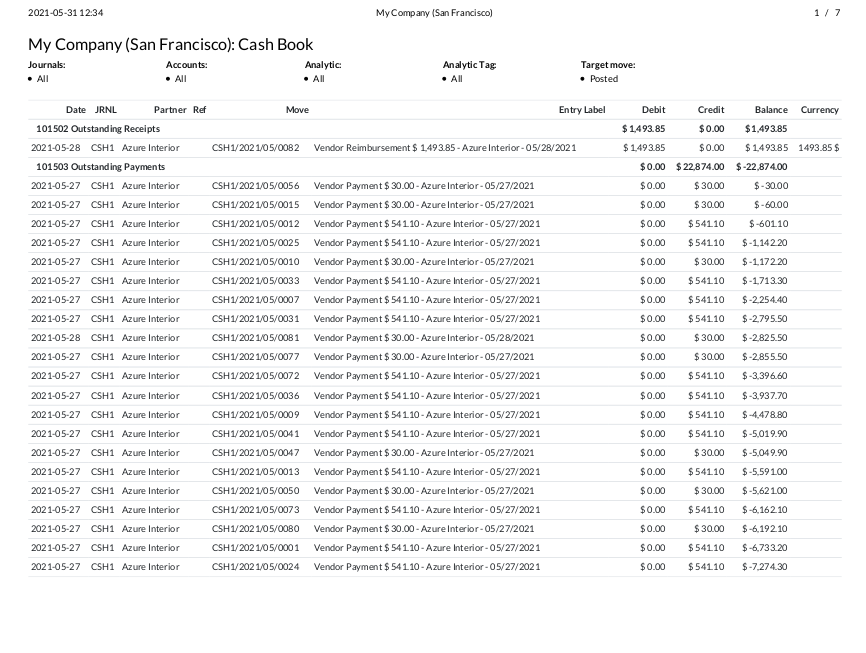 2021-05-31 12:34 My Company (San Francisco) 1 / 7
My Company (San Francisco): Cash Book
Journals: Accounts: Analytic: Analytic Tag: Target move:
• All • All • All • All • Posted
Date JRNL Partner Ref Move Entry Label Debit Credit Balance Currency
101502 Outstanding Receipts $ 1,493.85 $ 0.00 $ 1,493.85
2021-05-28 CSH1 Azure Interior CSH1/2021/05/0082 Vendor Reimbursement $ 1,493.85 - Azure Interior - 05/28/2021 $ 1,493.85 $ 0.00 $ 1,493.85 1493.85 $
101503 Outstanding Payments $ 0.00 $ 22,874.00 $ -22,874.00
2021-05-27 CSH1 Azure Interior CSH1/2021/05/0056 Vendor Payment $ 30.00 - Azure Interior - 05/27/2021 $ 0.00 $ 30.00 $ -30.00
2021-05-27 CSH1 Azure Interior CSH1/2021/05/0015 Vendor Payment $ 30.00 - Azure Interior - 05/27/2021 $ 0.00 $ 30.00 $ -60.00
2021-05-27 CSH1 Azure Interior CSH1/2021/05/0012 Vendor Payment $ 541.10 - Azure Interior - 05/27/2021 $ 0.00 $ 541.10 $ -601.10
2021-05-27 CSH1 Azure Interior CSH1/2021/05/0025 Vendor Payment $ 541.10 - Azure Interior - 05/27/2021 $ 0.00 $ 541.10 $ -1,142.20
2021-05-27 CSH1 Azure Interior CSH1/2021/05/0010 Vendor Payment $ 30.00 - Azure Interior - 05/27/2021 $ 0.00 $ 30.00 $ -1,172.20
2021-05-27 CSH1 Azure Interior CSH1/2021/05/0033 Vendor Payment $ 541.10 - Azure Interior - 05/27/2021 $ 0.00 $ 541.10 $ -1,713.30
2021-05-27 CSH1 Azure Interior CSH1/2021/05/0007 Vendor Payment $ 541.10 - Azure Interior - 05/27/2021 $ 0.00 $ 541.10 $ -2,254.40
2021-05-27 CSH1 Azure Interior CSH1/2021/05/0031 Vendor Payment $ 541.10 - Azure Interior - 05/27/2021 $ 0.00 $ 541.10 $ -2,795.50
2021-05-28 CSH1 Azure Interior CSH1/2021/05/0081 Vendor Payment $ 30.00 - Azure Interior - 05/28/2021 $ 0.00 $ 30.00 $ -2,825.50
2021-05-27 CSH1 Azure Interior CSH1/2021/05/0077 Vendor Payment $ 30.00 - Azure Interior - 05/27/2021 $ 0.00 $ 30.00 $ -2,855.50
2021-05-27 CSH1 Azure Interior CSH1/2021/05/0072 Vendor Payment $ 541.10 - Azure Interior - 05/27/2021 $ 0.00 $ 541.10 $ -3,396.60
2021-05-27 CSH1 Azure Interior CSH1/2021/05/0036 Vendor Payment $ 541.10 - Azure Interior - 05/27/2021 $ 0.00 $ 541.10 $ -3,937.70
2021-05-27 CSH1 Azure Interior CSH1/2021/05/0009 Vendor Payment $ 541.10 - Azure Interior - 05/27/2021 $ 0.00 $ 541.10 $ -4,478.80
2021-05-27 CSH1 Azure Interior CSH1/2021/05/0041 Vendor Payment $ 541.10 - Azure Interior - 05/27/2021 $ 0.00 $ 541.10 $ -5,019.90
2021-05-27 CSH1 Azure Interior CSH1/2021/05/0047 Vendor Payment $ 30.00 - Azure Interior - 05/27/2021 $ 0.00 $ 30.00 $ -5,049.90
2021-05-27 CSH1 Azure Interior CSH1/2021/05/0013 Vendor Payment $ 541.10 - Azure Interior - 05/27/2021 $ 0.00 $ 541.10 $ -5,591.00
2021-05-27 CSH1 Azure Interior CSH1/2021/05/0050 Vendor Payment $ 30.00 - Azure Interior - 05/27/2021 $ 0.00 $ 30.00 $ -5,621.00
2021-05-27 CSH1 Azure Interior CSH1/2021/05/0073 Vendor Payment $ 541.10 - Azure Interior - 05/27/2021 $ 0.00 $ 541.10 $ -6,162.10
2021-05-27 CSH1 Azure Interior CSH1/2021/05/0080 Vendor Payment $ 30.00 - Azure Interior - 05/27/2021 $ 0.00 $ 30.00 $ -6,192.10
2021-05-27 CSH1 Azure Interior CSH1/2021/05/0001 Vendor Payment $ 541.10 - Azure Interior - 05/27/2021 $ 0.00 $ 541.10 $ -6,733.20
2021-05-27 CSH1 Azure Interior CSH1/2021/05/0024 Vendor Payment $ 541.10 - Azure Interior - 05/27/2021 $ 0.00 $ 541.10 $ -7,274.30